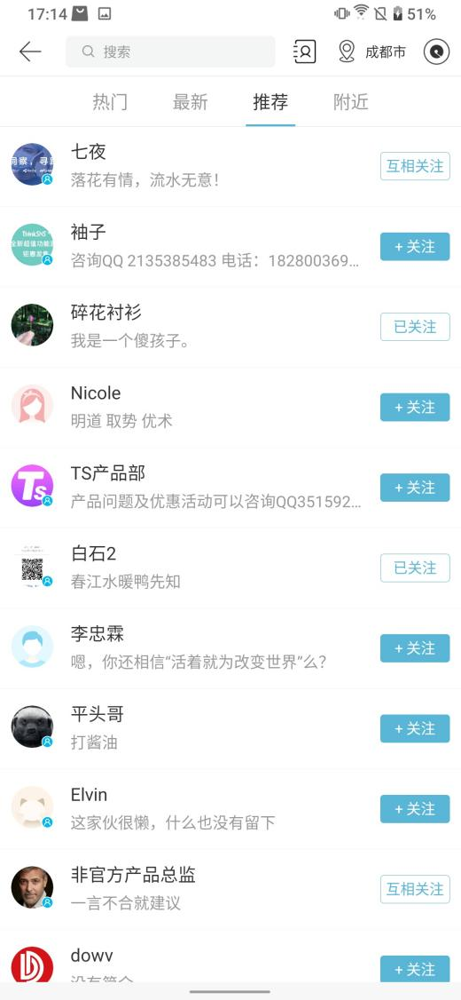 17:14
51%
搜索
成都市
热门 最新 推荐 附近
七夜
落花有情，流水无意！
互相关注
ThinkSNS
袖子
咨询QQ 2135385483 电话：182800369...
+ 关注
碎花衬衫
我是一个傻孩子。
已关注
Nicole
明道 取势 优术
+ 关注
Ts
TS产品部
产品问题及优惠活动可以咨询QQ351592...
+ 关注
白石2
春江水暖鸭先知
已关注
李忠霖
嗯，你还相信“活着就为改变世界”么？
+ 关注
平头哥
打酱油
+ 关注
Elvin
这家伙很懒，什么也没有留下
+ 关注
非官方产品总监
一言不合就建议
互相关注
dowv
没有简介
+ 关注